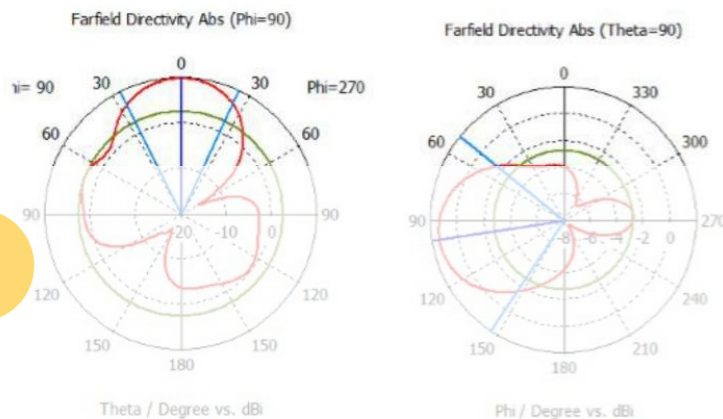 Farfield Directivity Abs (Phi=90)
0
30 30
hi= 90 Phi=270
60 60
90 -20 -10 0 90
120 120
150 150
180
Theta / Degree vs. dBi
Farfield Directivity Abs (Theta=90)
0
30 330
60 300
90 -8 -6 -4 -2 0 270
120 240
150 210
180
Phi / Degree vs. dBi